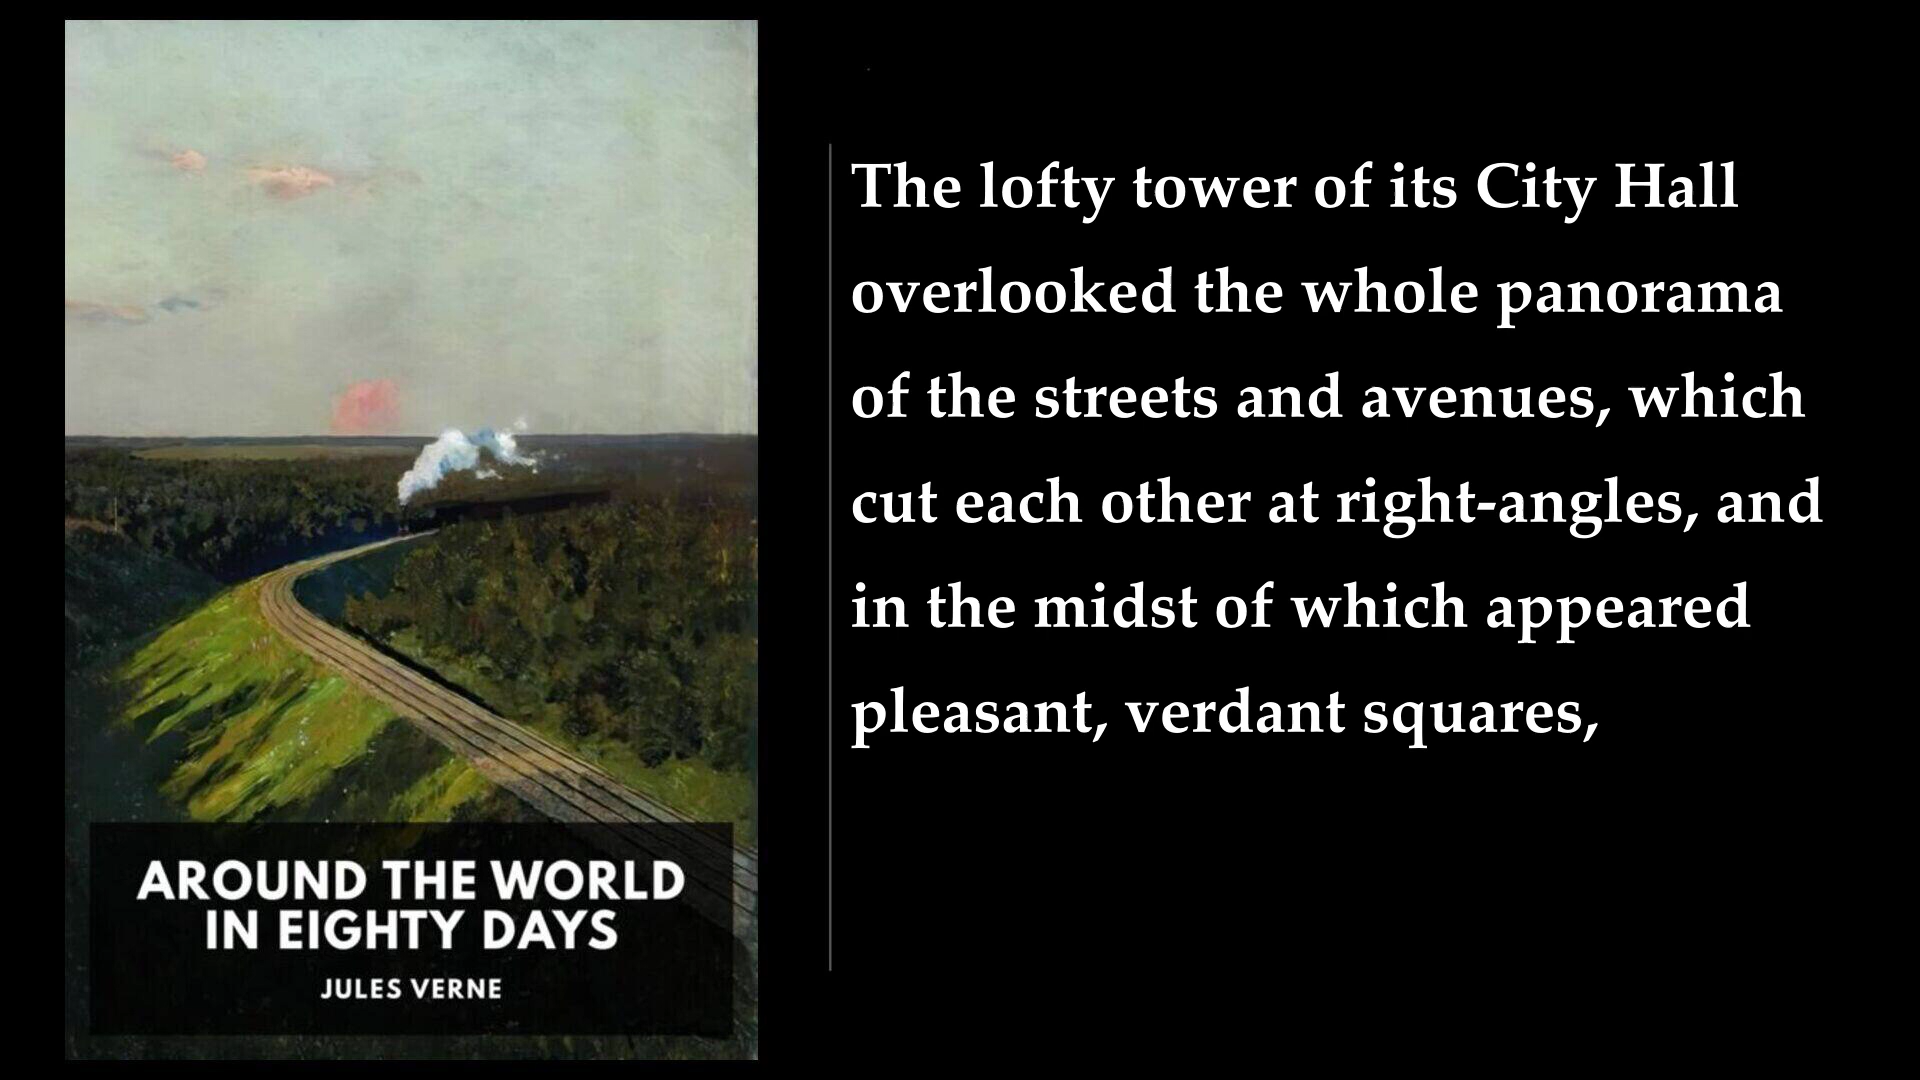 The lofty tower of its City Hall
overlooked the whole panorama
of the streets and avenues, which
cut each other at right-angles, and
in the midst of which appeared
pleasant, verdant squares,
AROUND THE WORLD
IN EIGHTY DAYS
JULES VERNE